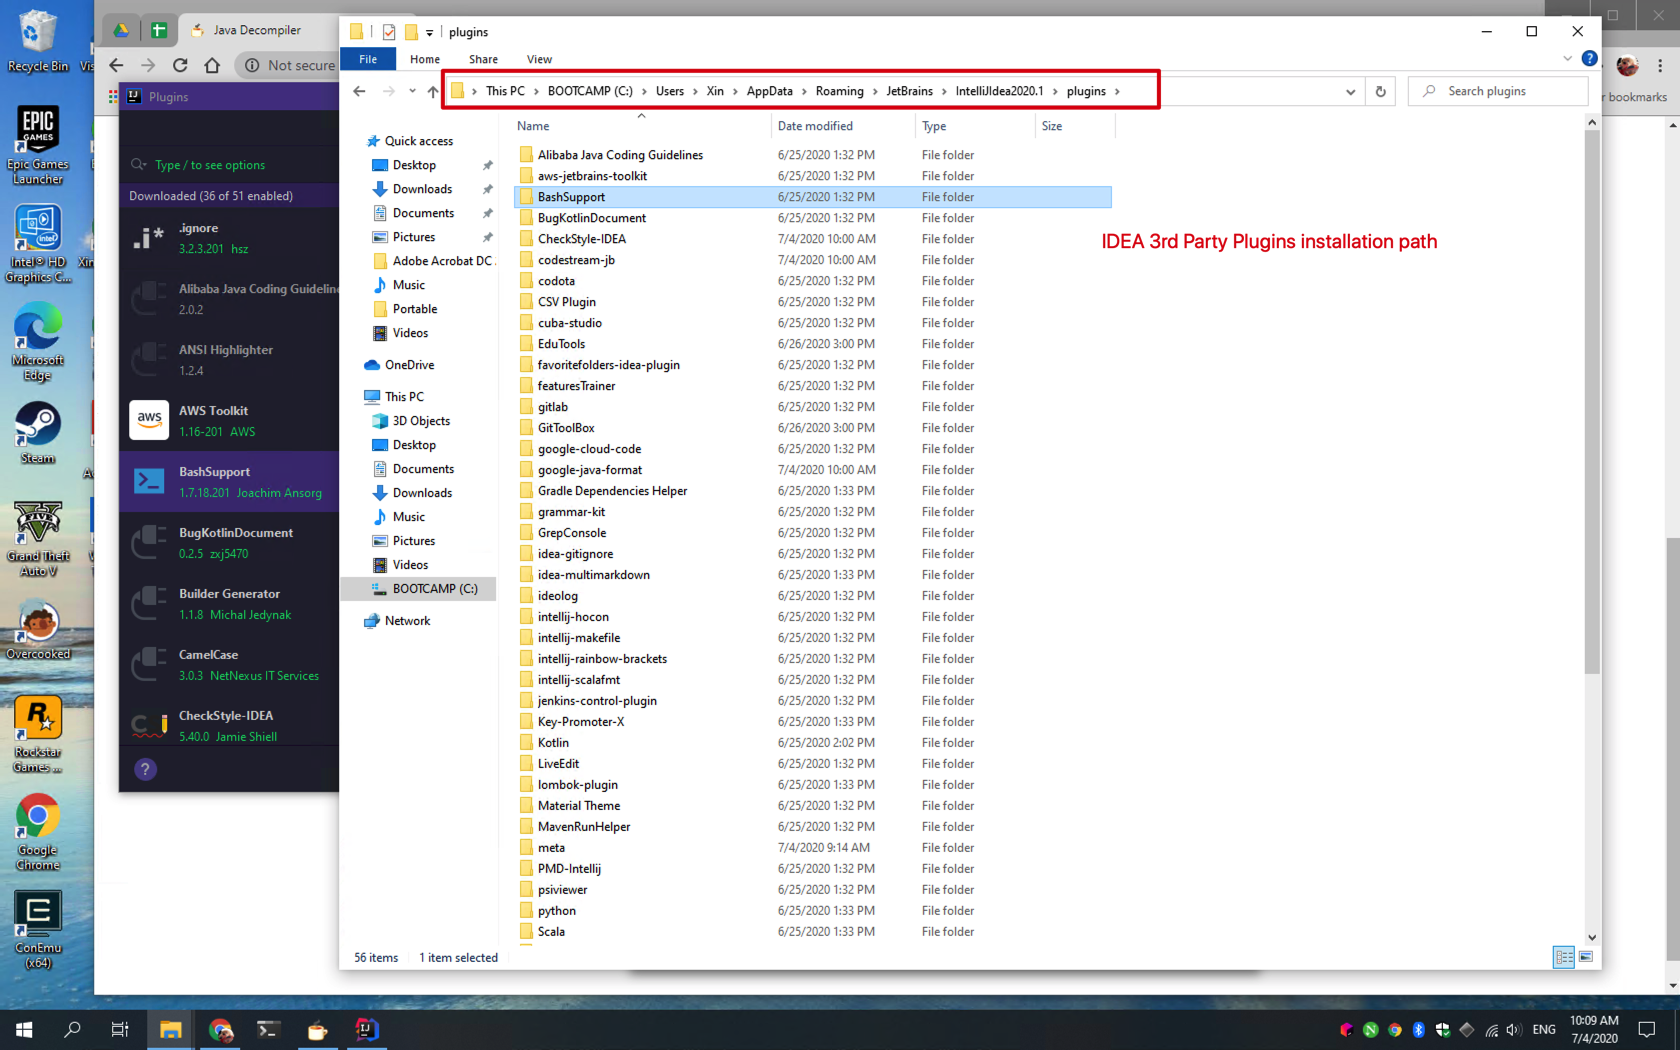 Recycle Bin
Vis
EPIC
GAMES
Epic Games
Launcher
intel
Intel® HD
Graphics C...
Xin
Microsoft
Edge
Steam
FIVE
Grand Theft
Auto V
Overcooked
Rockstar
Games ...
Google
Chrome
ConEmu
(x64)
Java Decompiler
Not secure
r bookmarks
Plugins
Type / to see options
Downloaded (36 of 51 enabled)
.i*
.ignore
3.2.3.201 hsz
Alibaba Java Coding Guideline
2.0.2
ANSI Highlighter
1.2.4
aws
AWS Toolkit
1.16-201 AWS
BashSupport
1.7.18.201 Joachim Ansorg
BugKotlinDocument
0.2.5 zxj5470
Builder Generator
1.1.8 Michal Jedynak
CamelCase
3.0.3 NetNexus IT Services
CheckStyle-IDEA
5.40.0 Jamie Shiell
?
plugins
File Home Share View
This PC BOOTCAMP (C:) Users Xin AppData Roaming JetBrains IntelliJIdea2020.1 plugins
Search plugins
Quick access
Desktop
Downloads
Documents
Pictures
Adobe Acrobat DC
Music
Portable
Videos
OneDrive
This PC
3D Objects
Desktop
Documents
Downloads
Music
Pictures
Videos
BOOTCAMP (C:)
Network
Name Date modified Type Size
Alibaba Java Coding Guidelines 6/25/2020 1:32 PM File folder
aws-jetbrains-toolkit 6/25/2020 1:32 PM File folder
BashSupport 6/25/2020 1:32 PM File folder
BugKotlinDocument 6/25/2020 1:32 PM File folder
CheckStyle-IDEA 7/4/2020 10:00 AM File folder
codestream-jb 7/4/2020 10:00 AM File folder
codota 6/25/2020 1:32 PM File folder
CSV Plugin 6/25/2020 1:32 PM File folder
cuba-studio 6/25/2020 1:32 PM File folder
EduTools 6/26/2020 3:00 PM File folder
favoritefolders-idea-plugin 6/25/2020 1:32 PM File folder
featuresTrainer 6/25/2020 1:32 PM File folder
gitlab 6/25/2020 1:32 PM File folder
GitToolBox 6/26/2020 3:00 PM File folder
google-cloud-code 6/25/2020 1:32 PM File folder
google-java-format 7/4/2020 10:00 AM File folder
Gradle Dependencies Helper 6/25/2020 1:33 PM File folder
grammar-kit 6/25/2020 1:32 PM File folder
GrepConsole 6/25/2020 1:32 PM File folder
idea-gitignore 6/25/2020 1:32 PM File folder
idea-multimarkdown 6/25/2020 1:33 PM File folder
ideolog 6/25/2020 1:32 PM File folder
intellij-hocon 6/25/2020 1:32 PM File folder
intellij-makefile 6/25/2020 1:32 PM File folder
intellij-rainbow-brackets 6/25/2020 1:32 PM File folder
intellij-scalafmt 6/25/2020 1:32 PM File folder
jenkins-control-plugin 6/25/2020 1:32 PM File folder
Key-Promoter-X 6/25/2020 1:33 PM File folder
Kotlin 6/25/2020 2:02 PM File folder
LiveEdit 6/25/2020 1:32 PM File folder
lombok-plugin 6/25/2020 1:32 PM File folder
Material Theme 6/25/2020 1:32 PM File folder
MavenRunHelper 6/25/2020 1:32 PM File folder
meta 7/4/2020 9:14 AM File folder
PMD-Intellij 6/25/2020 1:32 PM File folder
psiviewer 6/25/2020 1:32 PM File folder
python 6/25/2020 1:33 PM File folder
Scala 6/25/2020 1:33 PM File folder
IDEA 3rd Party Plugins installation path
56 items 1 item selected
ENG
10:09 AM
7/4/2020